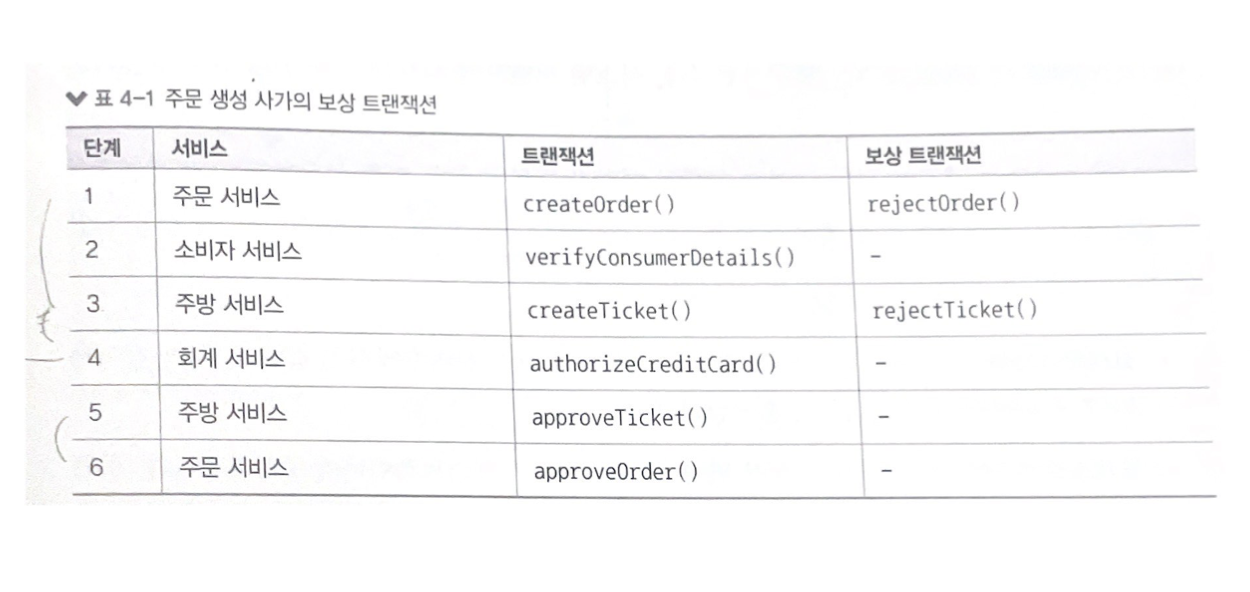 표 4-1 주문 생성 사가의 보상 트랜잭션
단계 서비스 트랜잭션 보상 트랜잭션
1 주문 서비스 createOrder() rejectOrder()
2 소비자 서비스 verifyConsumerDetails() -
3 주방 서비스 createTicket() rejectTicket()
4 회계 서비스 authorizeCreditCard() -
5 주방 서비스 approveTicket() -
6 주문 서비스 approveOrder() -